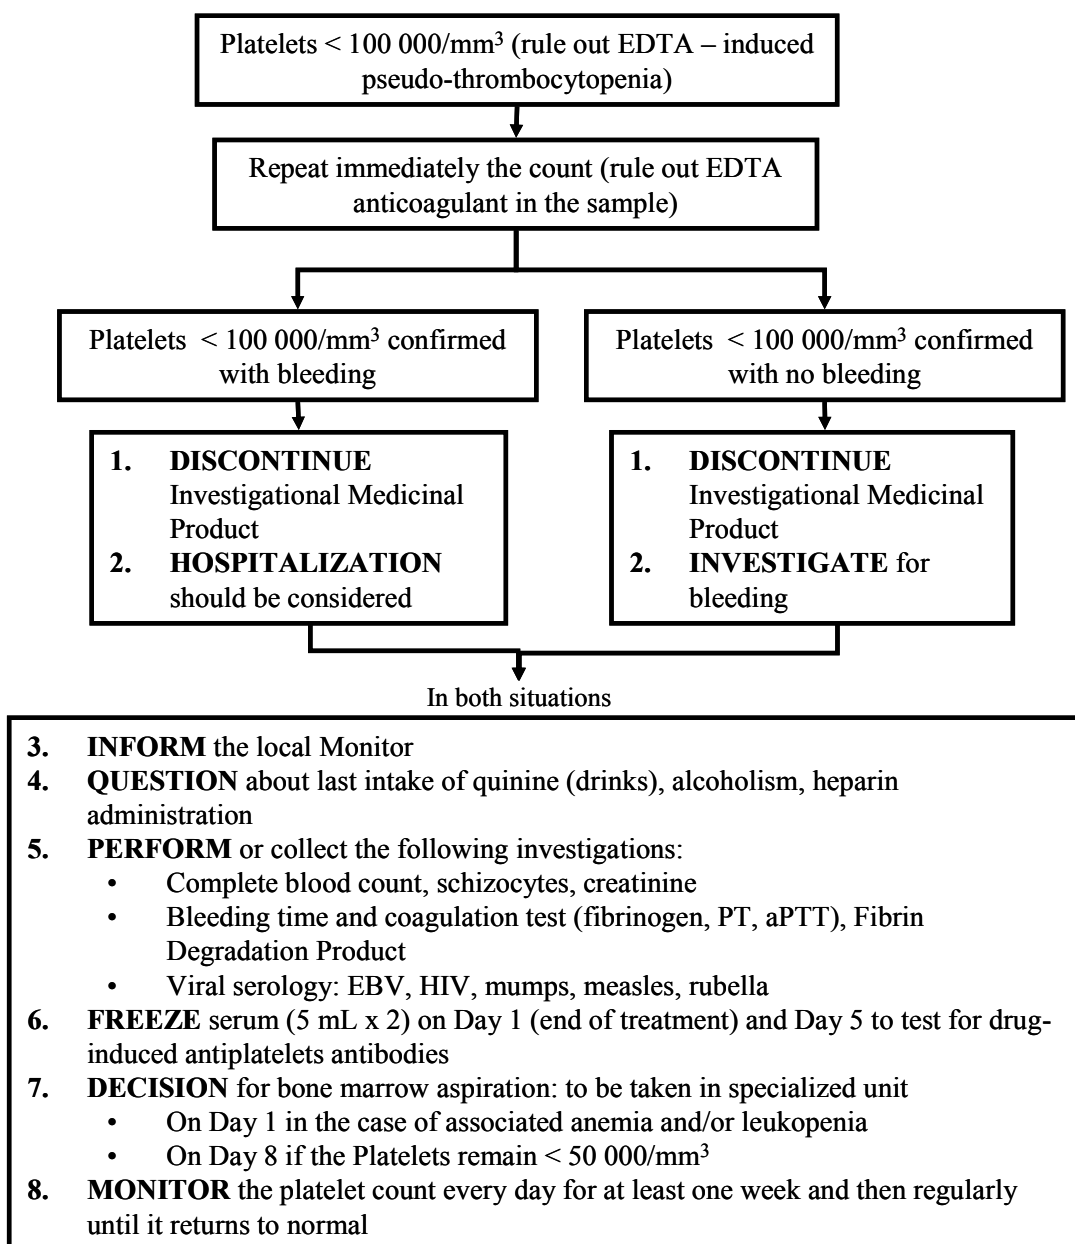 Platelets < 100 000/mm³ (rule out EDTA – induced
pseudo-thrombocytopenia)
Repeat immediately the count (rule out EDTA
anticoagulant in the sample)
Platelets < 100 000/mm³ confirmed
with bleeding
Platelets < 100 000/mm³ confirmed
with no bleeding
1. DISCONTINUE
Investigational Medicinal
Product
2. HOSPITALIZATION
should be considered
1. DISCONTINUE
Investigational Medicinal
Product
2. INVESTIGATE for
bleeding
In both situations
3. INFORM the local Monitor
4. QUESTION about last intake of quinine (drinks), alcoholism, heparin
administration
5. PERFORM or collect the following investigations:
• Complete blood count, schizocytes, creatinine
• Bleeding time and coagulation test (fibrinogen, PT, aPTT), Fibrin
Degradation Product
• Viral serology: EBV, HIV, mumps, measles, rubella
6. FREEZE serum (5 mL x 2) on Day 1 (end of treatment) and Day 5 to test for drug-
induced antiplatelets antibodies
7. DECISION for bone marrow aspiration: to be taken in specialized unit
• On Day 1 in the case of associated anemia and/or leukopenia
• On Day 8 if the Platelets remain < 50 000/mm³
8. MONITOR the platelet count every day for at least one week and then regularly
until it returns to normal